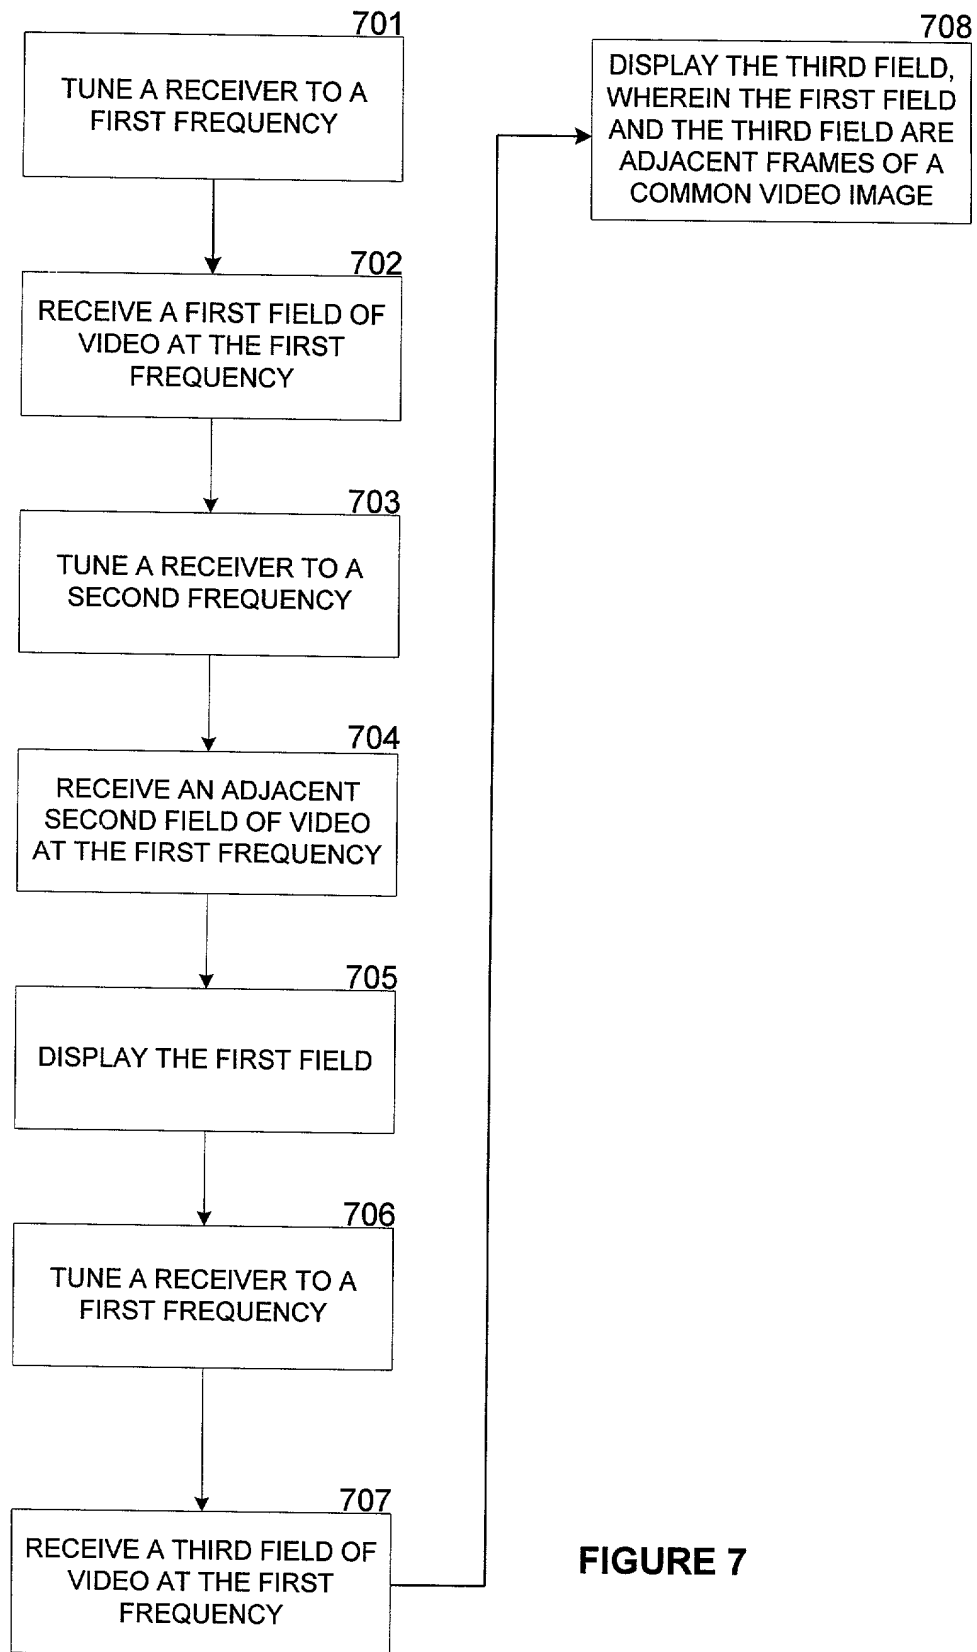 701
TUNE A RECEIVER TO A
FIRST FREQUENCY
702
RECEIVE A FIRST FIELD OF
VIDEO AT THE FIRST
FREQUENCY
703
TUNE A RECEIVER TO A
SECOND FREQUENCY
704
RECEIVE AN ADJACENT
SECOND FIELD OF VIDEO
AT THE FIRST FREQUENCY
705
DISPLAY THE FIRST FIELD
706
TUNE A RECEIVER TO A
FIRST FREQUENCY
707
RECEIVE A THIRD FIELD OF
VIDEO AT THE FIRST
FREQUENCY
708
DISPLAY THE THIRD FIELD,
WHEREIN THE FIRST FIELD
AND THE THIRD FIELD ARE
ADJACENT FRAMES OF A
COMMON VIDEO IMAGE
FIGURE 7